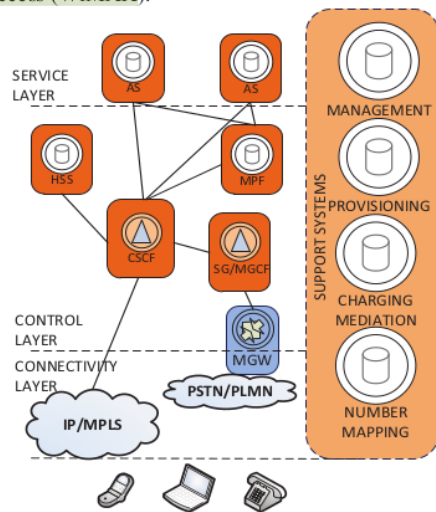 SERVICE
LAYER
AS
AS
HSS
MPF
CSCF
SG/MGCF
CONTROL
LAYER
MGW
CONNECTIVITY
LAYER
PSTN/PLMN
IP/MPLS
SUPPORT SYSTEMS
MANAGEMENT
PROVISIONING
CHARGING
MEDIATION
NUMBER
MAPPING